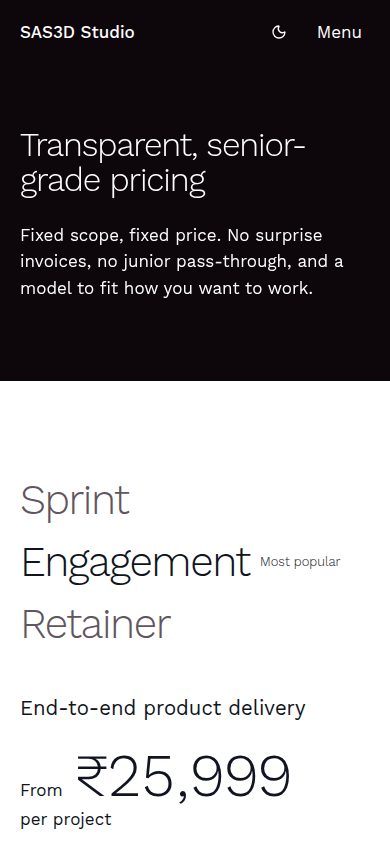 SAS3D Studio
Menu
Transparent, senior-
grade pricing
Fixed scope, fixed price. No surprise
invoices, no junior pass-through, and a
model to fit how you want to work.
Sprint
Engagement Most popular
Retainer
End-to-end product delivery
From ₹25,999
per project